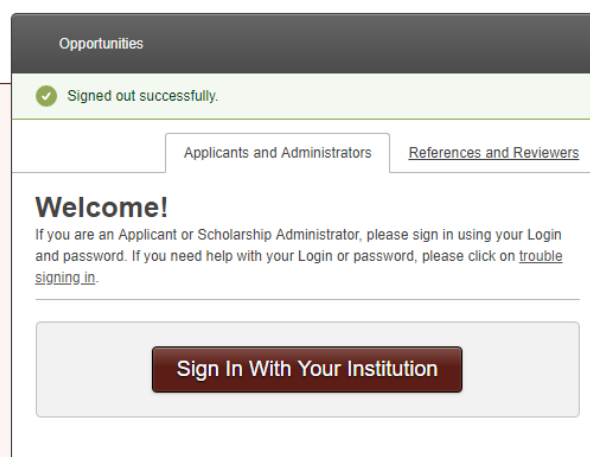 Opportunities
Signed out successfully.
Applicants and Administrators
References and Reviewers
Welcome!
If you are an Applicant or Scholarship Administrator, please sign in using your Login
and password. If you need help with your Login or password, please click on trouble
signing in.
Sign In With Your Institution